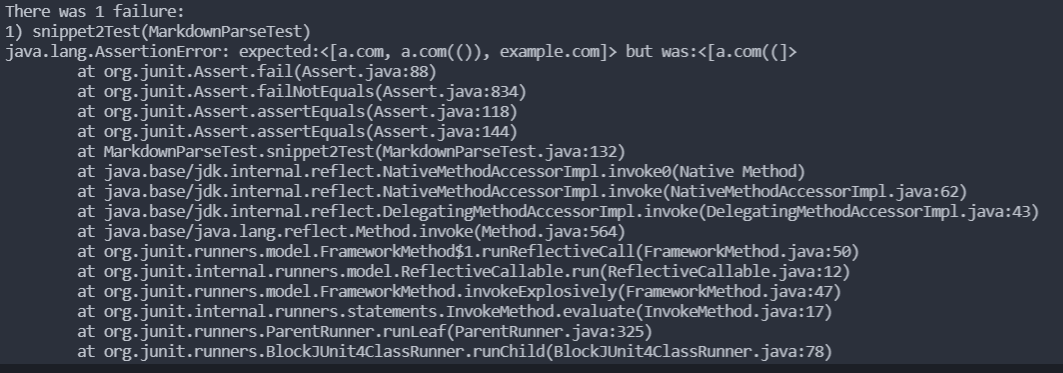 There was 1 failure:
1) snippet2Test(MarkdownParseTest)
java.lang.AssertionError: expected:<[a.com, a.com(()), example.com]> but was:<[a.com((]>
at org.junit.Assert.fail(Assert.java:88)
at org.junit.Assert.failNotEquals(Assert.java:834)
at org.junit.Assert.assertEquals(Assert.java:118)
at org.junit.Assert.assertEquals(Assert.java:144)
at MarkdownParseTest.snippet2Test(MarkdownParseTest.java:132)
at java.base/jdk.internal.reflect.NativeMethodAccessorImpl.invoke0(Native Method)
at java.base/jdk.internal.reflect.NativeMethodAccessorImpl.invoke(NativeMethodAccessorImpl.java:62)
at java.base/jdk.internal.reflect.DelegatingMethodAccessorImpl.invoke(DelegatingMethodAccessorImpl.java:43)
at java.base/java.lang.reflect.Method.invoke(Method.java:564)
at org.junit.runners.model.FrameworkMethod$1.runReflectiveCall(FrameworkMethod.java:50)
at org.junit.internal.runners.model.ReflectiveCallable.run(ReflectiveCallable.java:12)
at org.junit.runners.model.FrameworkMethod.invokeExplosively(FrameworkMethod.java:47)
at org.junit.internal.runners.statements.InvokeMethod.evaluate(InvokeMethod.java:17)
at org.junit.runners.ParentRunner.runLeaf(ParentRunner.java:325)
at org.junit.runners.BlockJUnit4ClassRunner.runChild(BlockJUnit4ClassRunner.java:78)